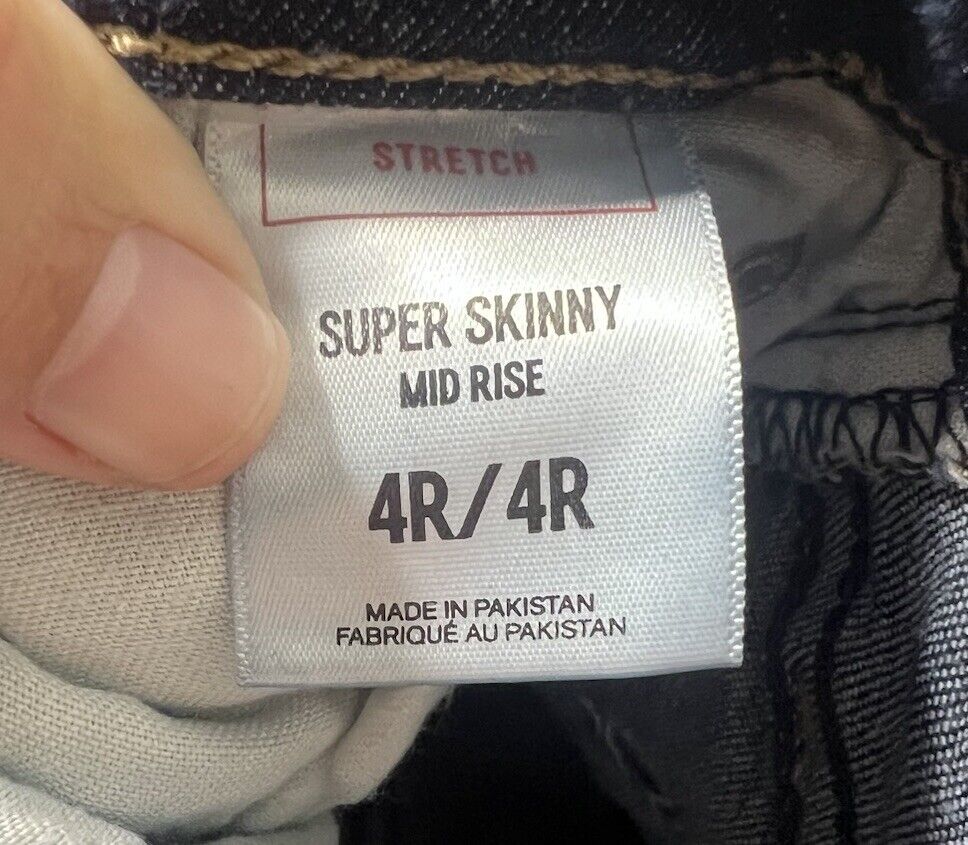 STRETCH
SUPER SKINNY
MID RISE
4R/4R
MADE IN PAKISTAN
FABRIQUÉ AU PAKISTAN